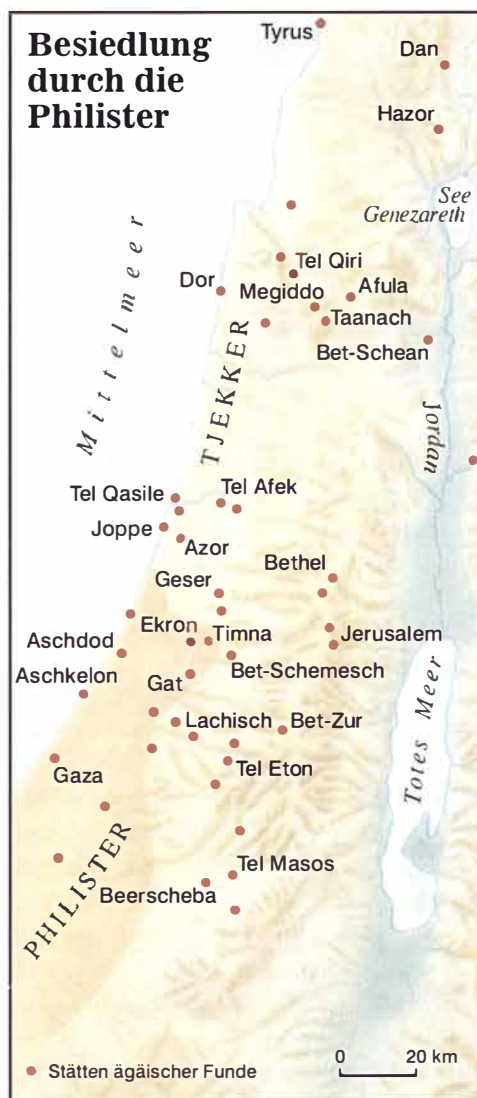 Besiedlung
durch die
Philister
Tyrus
Dan
Hazor
See
Genezareth
Mittelmeer
Tel Qiri
Dor
Megiddo
Afula
Taanach
Bet-Schean
TJEKKER
Jordan
Tel Qasile
Tel Afek
Joppe
Azor
Bethel
Geser
Ekron
Timna
Jerusalem
Aschdod
Bet-Schemesch
Aschkelon
Gat
Lachisch
Bet-Zur
Totes Meer
Gaza
Tel Eton
PHILISTER
Tel Masos
Beerscheba
Stätten ägäischer Funde
0 20 km